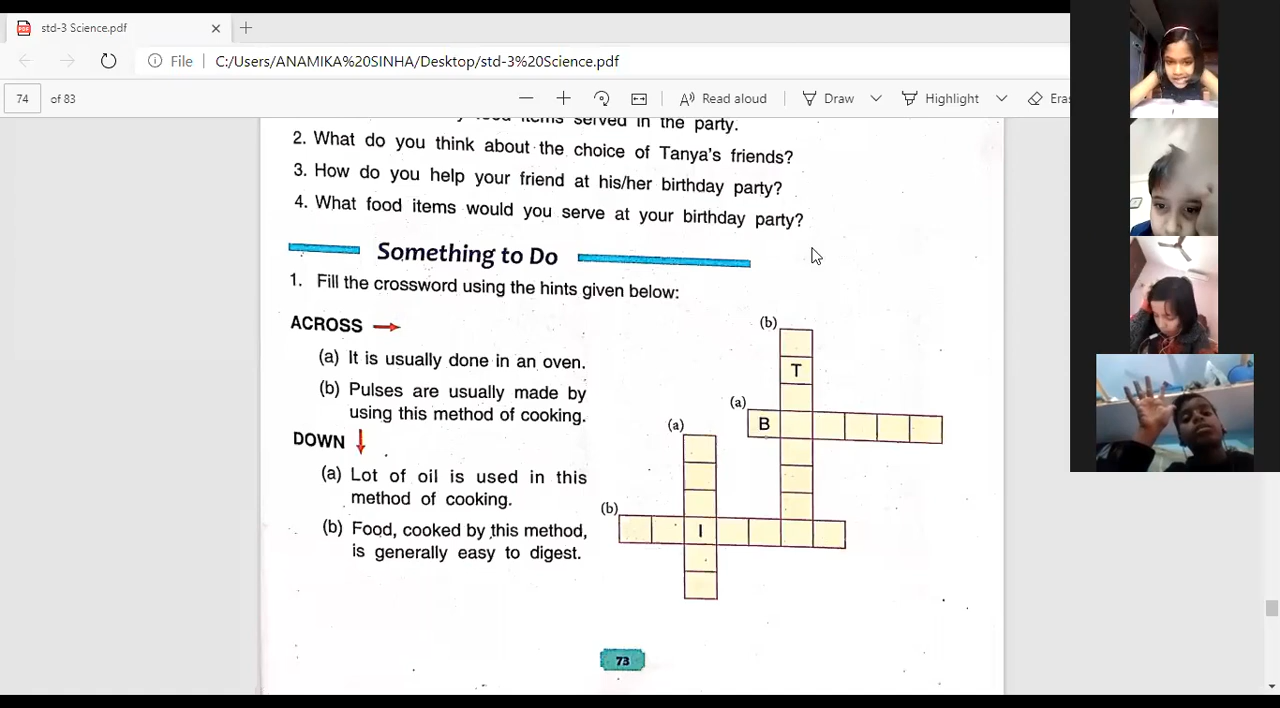 std-3 Science.pdf
File
C:/Users/ANAMIKA%20SINHA/Desktop/std-3%20Science.pdf
74 of 83
Read aloud
Draw
Highlight
food items served in the party.
2. What do you think about the choice of Tanya's friends?
3. How do you help your friend at his/her birthday party?
4. What food items would you serve at your birthday party?
Something to Do
1. Fill the crossword using the hints given below:
ACROSS
(a) It is usually done in an oven.
(b) Pulses are usually made by
using this method of cooking.
DOWN
(a) Lot of oil is used in this
method of cooking.
(b) Food, cooked by this method,
is generally easy to digest.
(b)
T
(a)
B
(a)
(b)
I
73